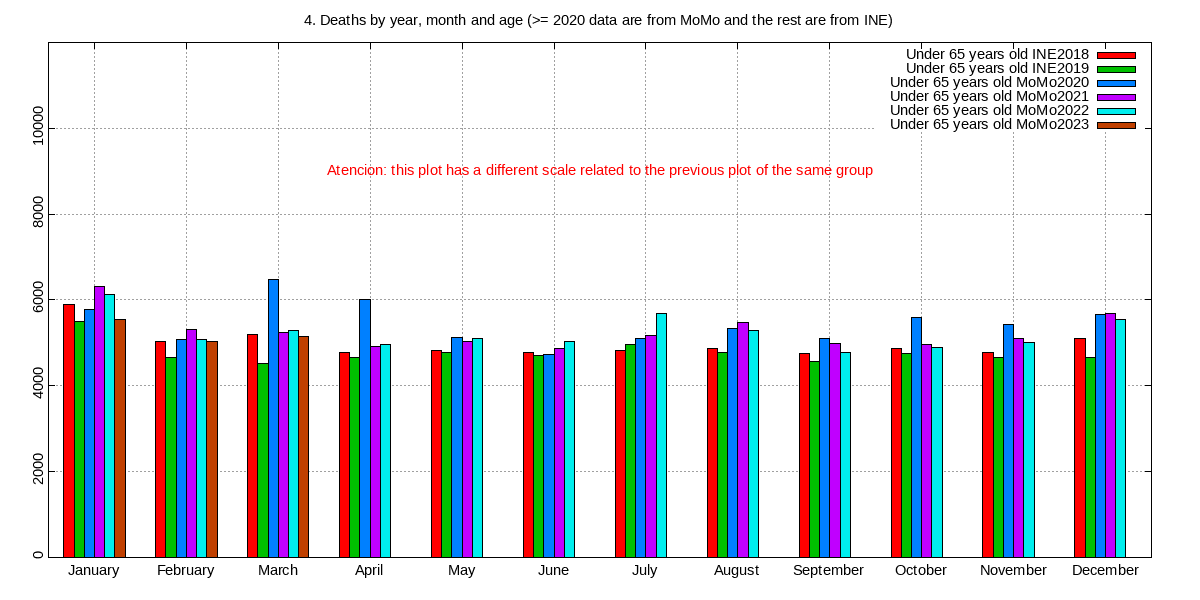 4. Deaths by year, month and age (>= 2020 data are from MoMo and the rest are from INE)
Under 65 years old INE2018
Under 65 years old INE2019
Under 65 years old MoMo2020
Under 65 years old MoMo2021
Under 65 years old MoMo2022
Under 65 years old MoMo2023
Atencion: this plot has a different scale related to the previous plot of the same group
10000
8000
6000
4000
2000
0
January February March April May June July August September October November December